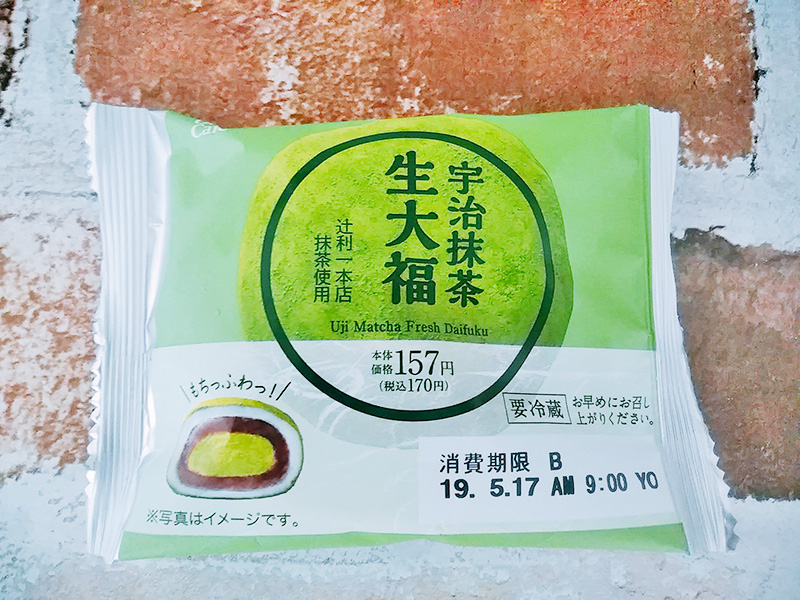 宇治抹茶
生大福
辻利一本店
抹茶使用
Uji Matcha Fresh Daifuku
本体
価格157円
(税込170円)
もちっふわっ!
要冷蔵
お早めにお召し
上がりください。
消費期限 B
19. 5.17 AM 9:00 YO
※写真はイメージです。